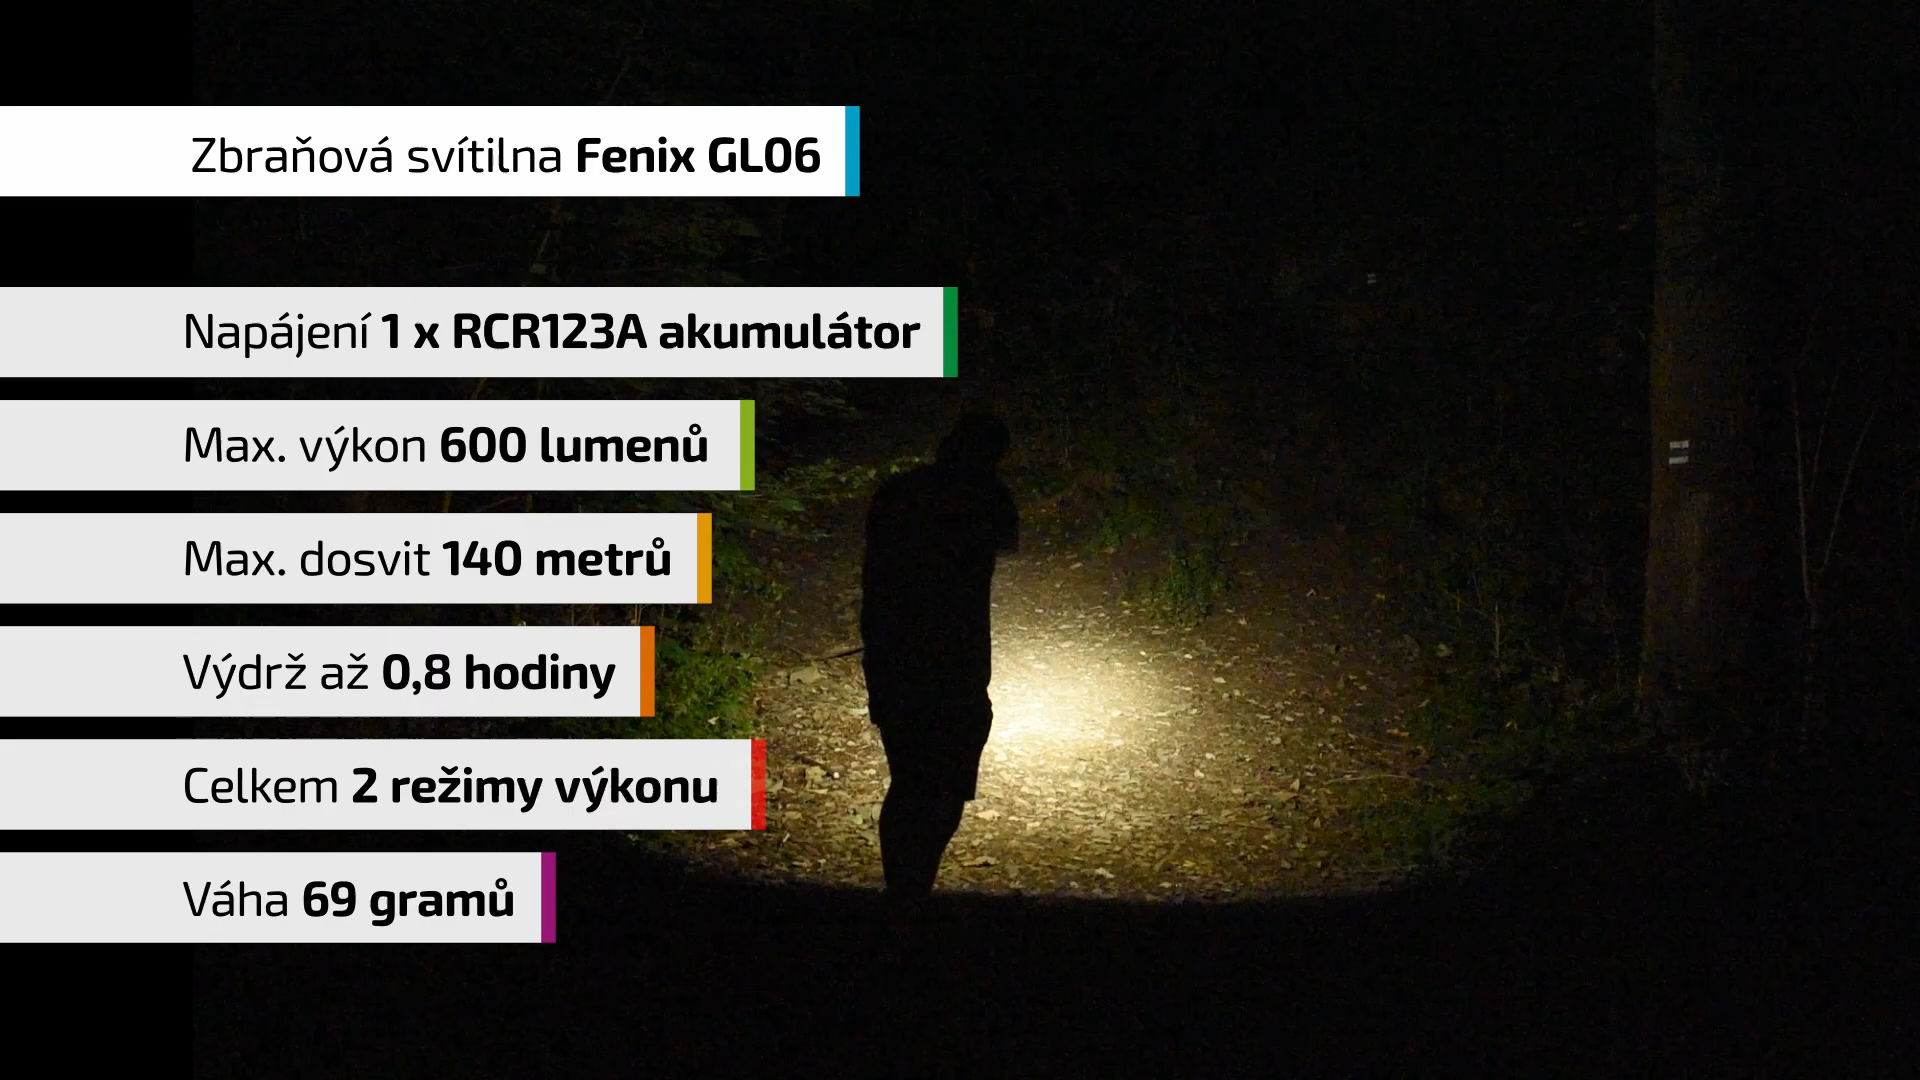 Zbraňová svítilna Fenix GL06
Napájení 1 x RCR123A akumulátor
Max. výkon 600 lumenů
Max. dosvit 140 metrů
Výdrž až 0,8 hodiny
Celkem 2 režimy výkonu
Váha 69 gramů